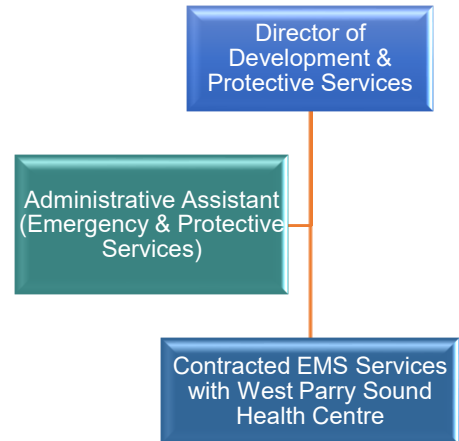 Director of
Development &
Protective Services
Administrative Assistant
(Emergency & Protective
Services)
Contracted EMS Services
with West Parry Sound
Health Centre